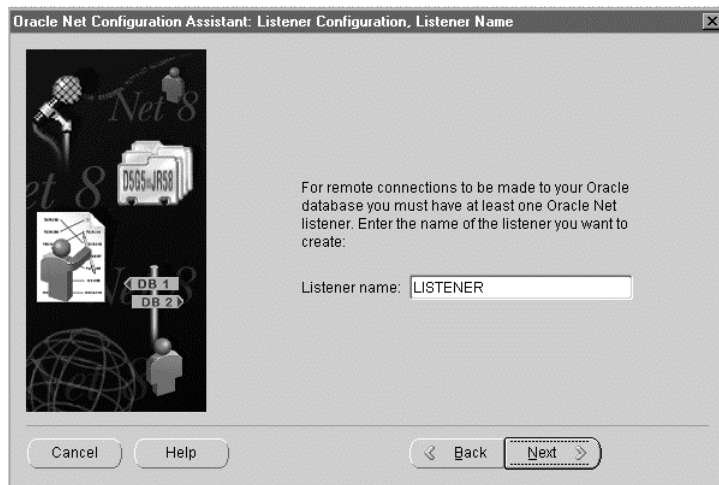 Oracle Net Configuration Assistant: Listener Configuration, Listener Name
Net 8
D5G5
JR58
et 8
DB 1
DB 2
For remote connections to be made to your Oracle
database you must have at least one Oracle Net
listener. Enter the name of the listener you want to
create:
Listener name: LISTENER
Cancel
Help
Back
Next